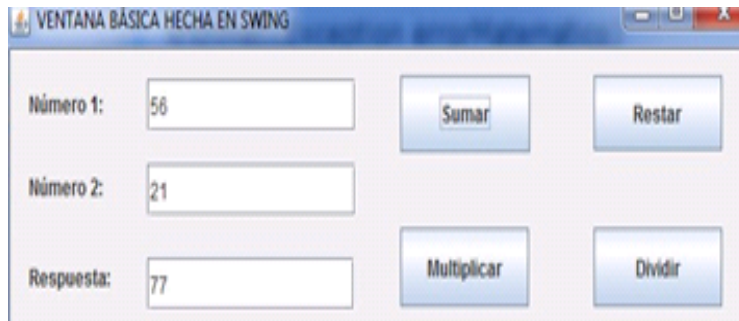 VENTANA BÁSICA HECHA EN SWING
Número 1:
56
Sumar
Restar
Número 2:
21
Respuesta:
77
Multiplicar
Dividir